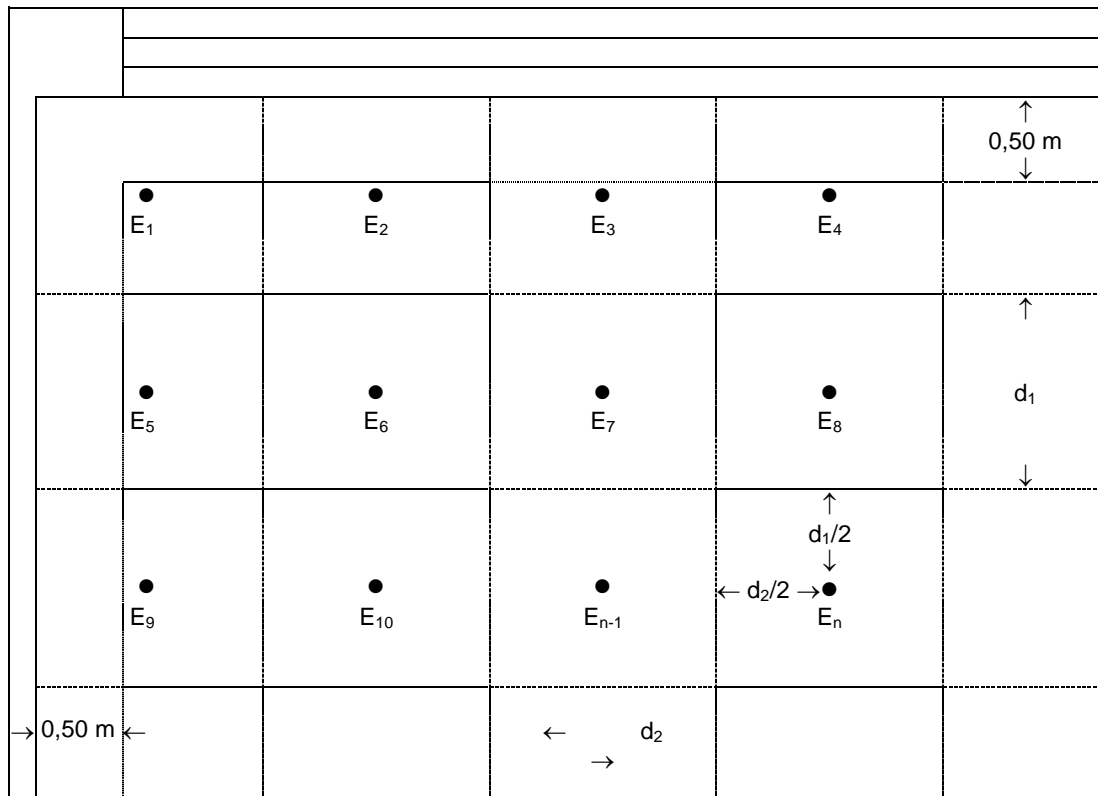 0,50 m
E₁ E₂ E₃ E₄
d₁
E₅ E₆ E₇ E₈
d₁/2
← d₂/2 →
E₉ E₁₀ Eₙ₋₁ Eₙ
→ 0,50 m ← ← d₂
→